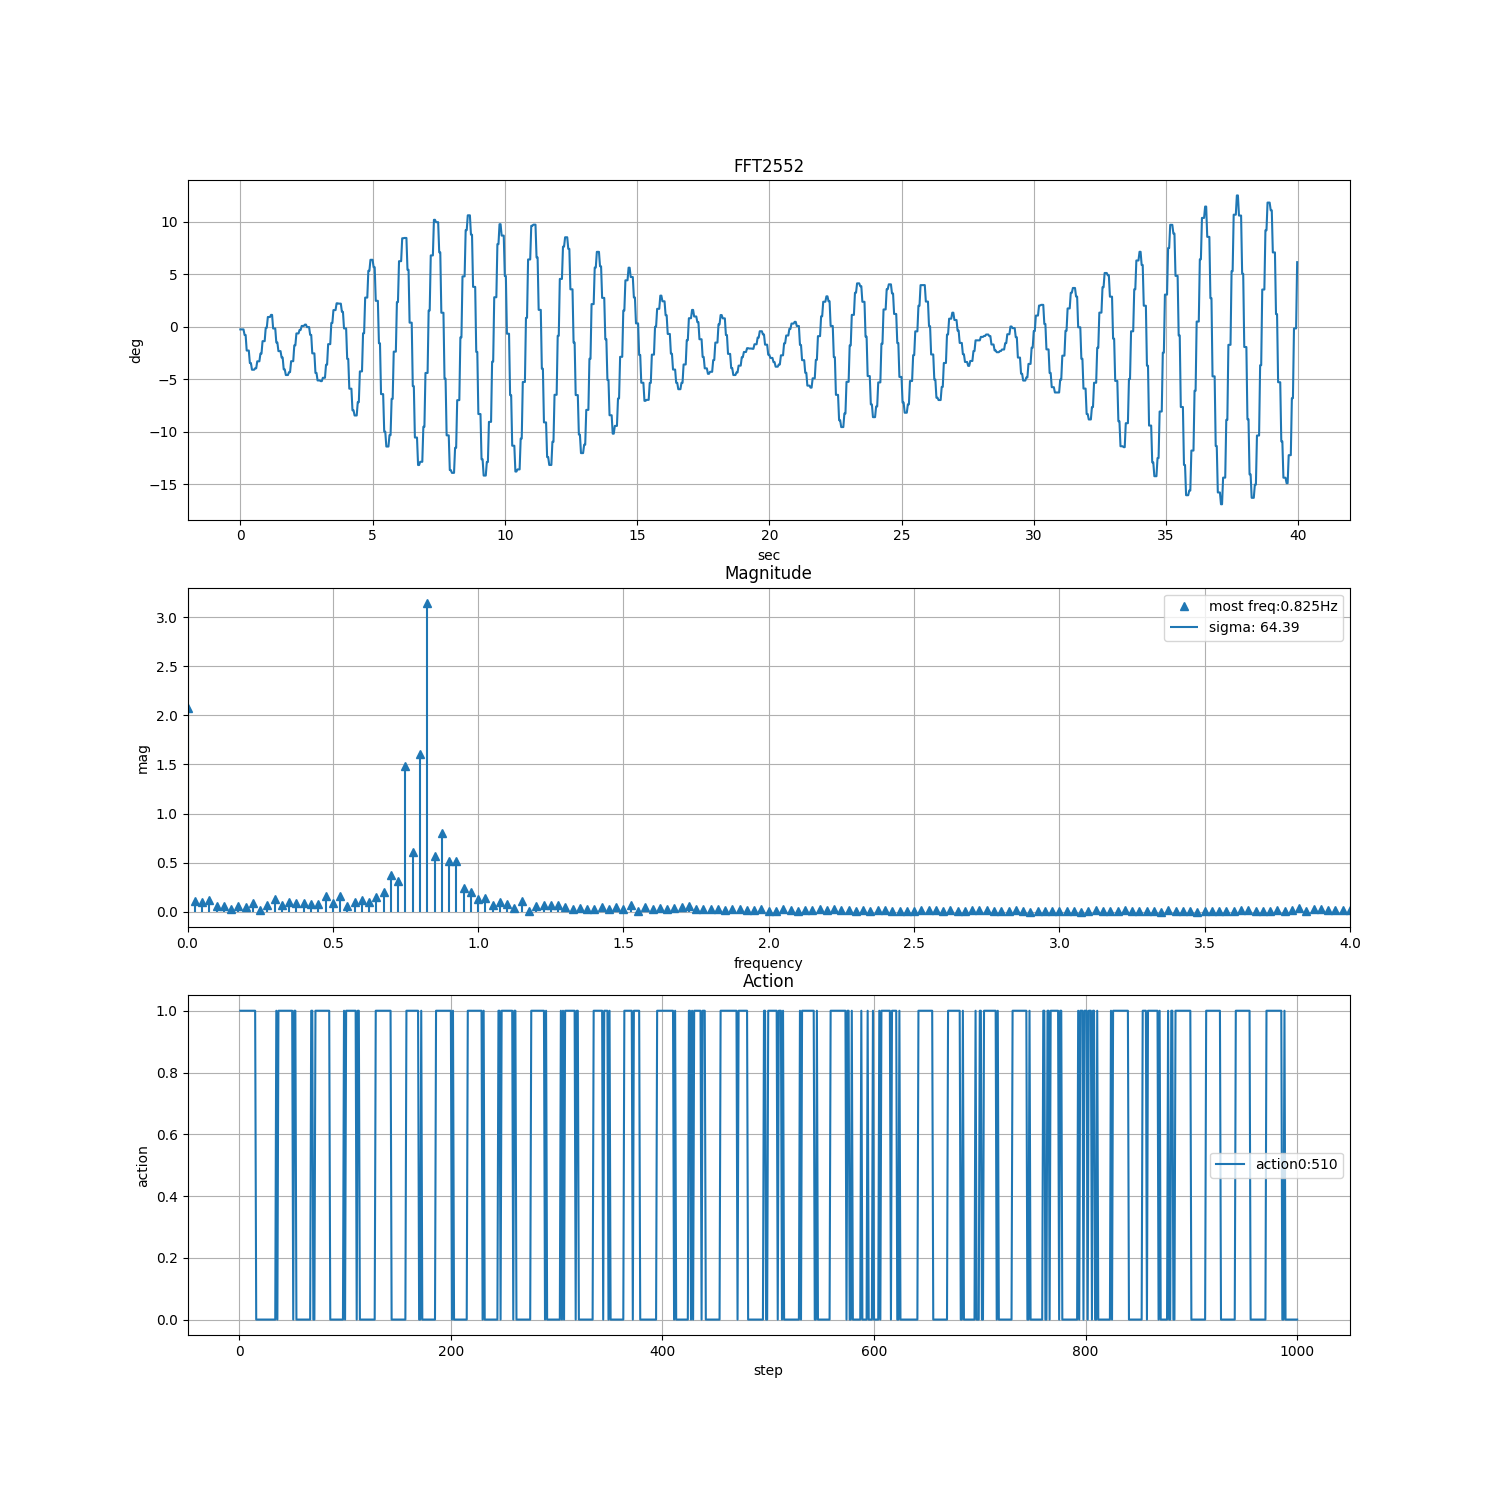 FFT2552
10
5
0
−5
−10
−15
deg
0 5 10 15 20 25 30 35 40
sec
Magnitude
most freq:0.825Hz
sigma: 64.39
3.0
2.5
2.0
1.5
1.0
0.5
0.0
mag
0.0 0.5 1.0 1.5 2.0 2.5 3.0 3.5 4.0
frequency
Action
1.0
0.8
0.6
0.4
0.2
0.0
action
action0:510
0 200 400 600 800 1000
step